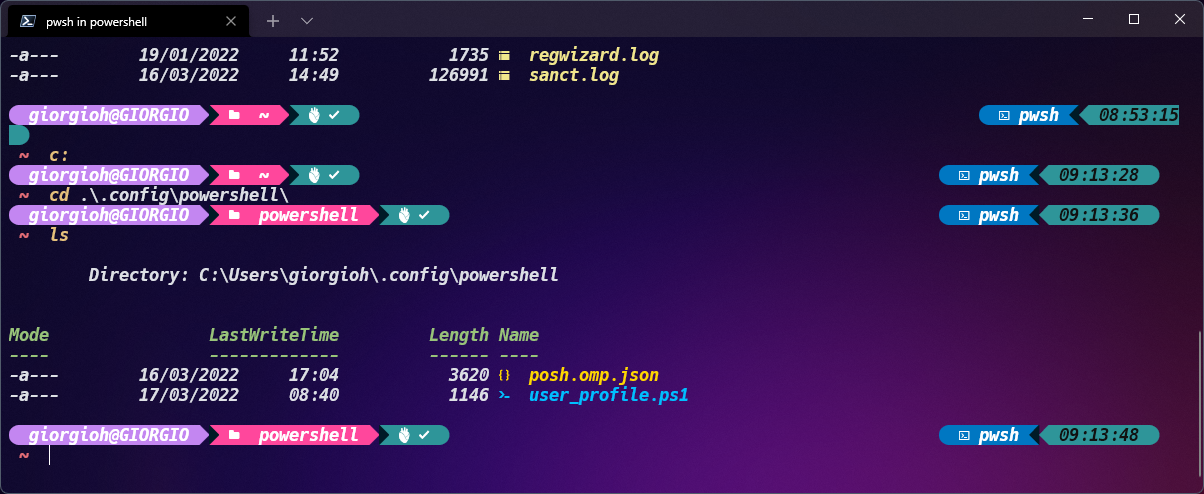 pwsh in powershell
-a--- 19/01/2022 11:52 1735 regwizard.log
-a--- 16/03/2022 14:49 126991 sanct.log
giorgioh@GIORGIO ~ pwsh 08:53:15
~ c:
giorgioh@GIORGIO ~ pwsh 09:13:28
~ cd .\.config\powershell\
giorgioh@GIORGIO powershell pwsh 09:13:36
~ ls
Directory: C:\Users\giorgioh\.config\powershell
Mode LastWriteTime Length Name
---- ------------- ------ ----
-a--- 16/03/2022 17:04 3620 {} posh.omp.json
-a--- 17/03/2022 08:40 1146 user_profile.ps1
giorgioh@GIORGIO powershell pwsh 09:13:48
~